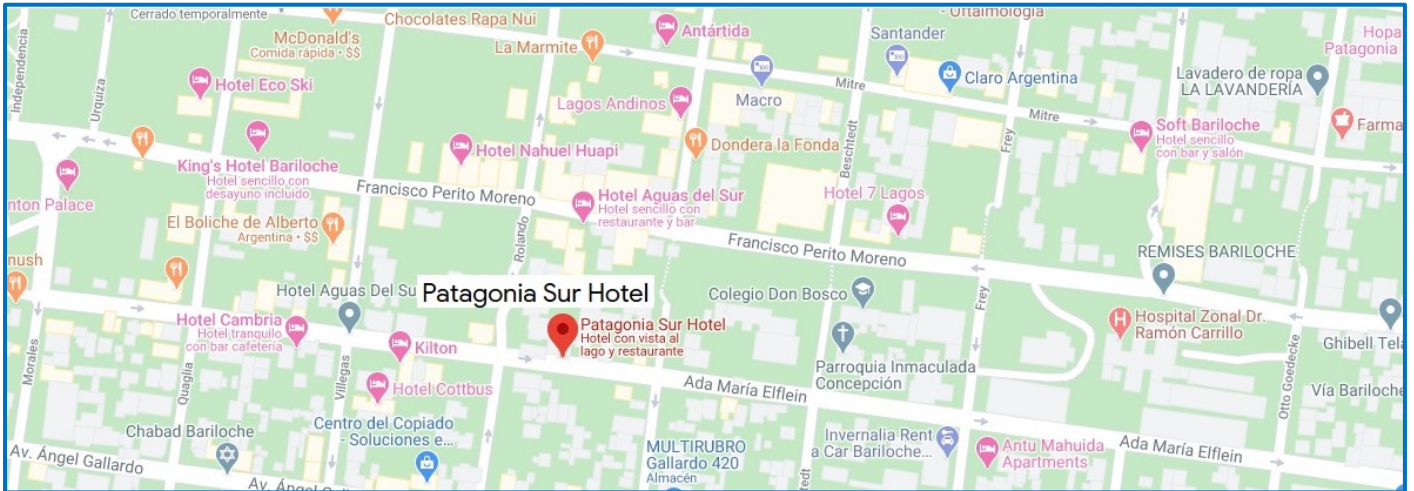 Cerrado temporalmente
Chocolates Rapa Nui
McDonald's
Comida rápida · $$
La Marmite
Antártida
Santander
- Oftalmología
Claro Argentina
Hopa
Patagonia
Lavadero de ropa
LA LAVANDERÍA
Independencia
Urquiza
Hotel Eco Ski
Lagos Andinos
Macro
Mitre
Mitre
Farma
Soft Bariloche
Hotel sencillo
con bar y salón
King's Hotel Bariloche
Hotel sencillo con
desayuno incluido
Hotel Nahuel Huapi
Dondera la Fonda
Beschtedt
Frey
nton Palace
Francisco Perito Moreno
Hotel Aguas del Sur
Hotel sencillo con
restaurante y bar
Hotel 7 Lagos
El Boliche de Alberto
Argentina · $$
Rolando
Francisco Perito Moreno
REMISES BARILOCHE
nush
Hotel Aguas Del Su
Patagonia Sur Hotel
Colegio Don Bosco
Frey
Hotel Cambria
Hotel tranquilo
con bar cafetería
Kilton
Patagonia Sur Hotel
Hotel con vista al
lago y restaurante
Hospital Zonal Dr.
Ramón Carrillo
Ghibell Tela
Morales
Quaglia
Villegas
Hotel Cottbus
Ada María Elflein
Parroquia Inmaculada
Concepción
Otto Goedecke
Vía Bariloche
Chabad Bariloche
Centro del Copiado
- Soluciones e...
MULTIRUBRO
Gallardo 420
Almacén
Invernalia Rent
a Car Bariloche...
Antu Mahuida
Apartments
Ada María Elflein
Av. Ángel Gallardo
Av. Ángel
tedt